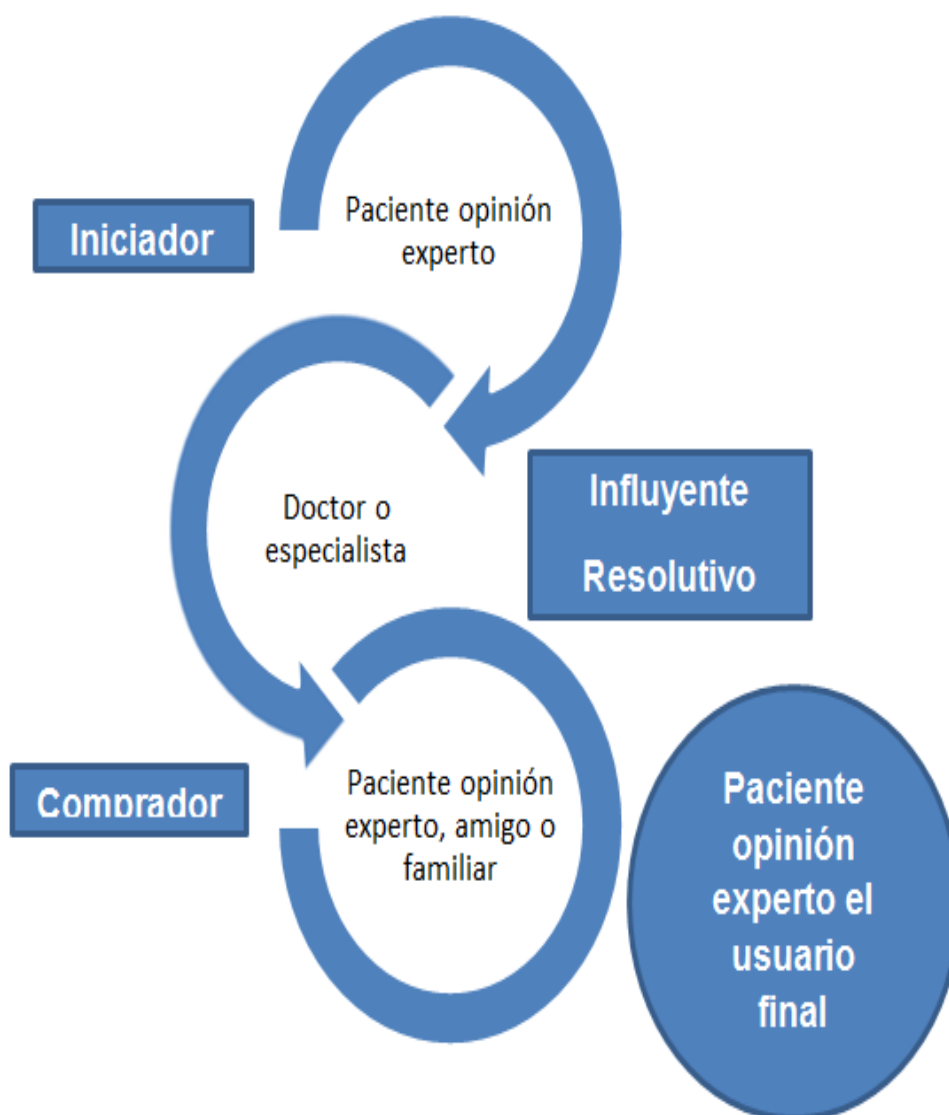 Paciente opinión
experto
Iniciador
Doctor o
especialista
Influyente
Resolutivo
Paciente opinión
experto, amigo o
familiar
Comprador
Paciente
opinión
experto el
usuario
final